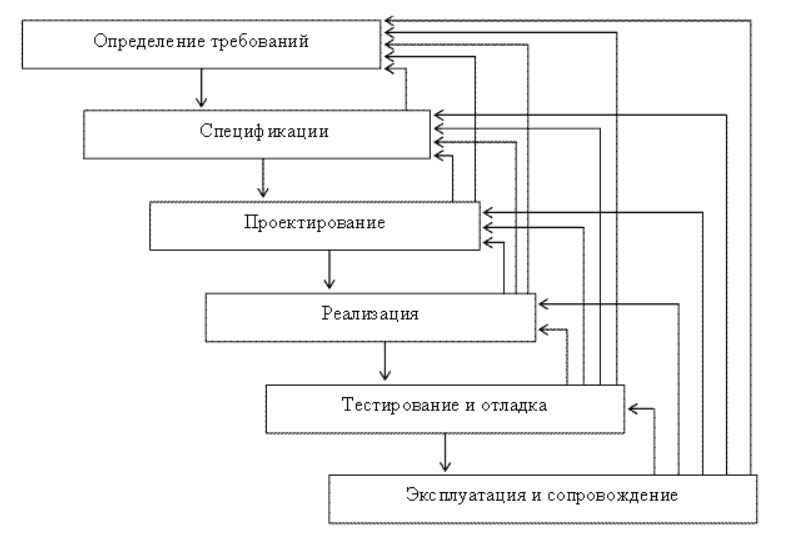 Определение требований
Спецификации
Проектирование
Реализация
Тестирование и отладка
Эксплуатация и сопровождение